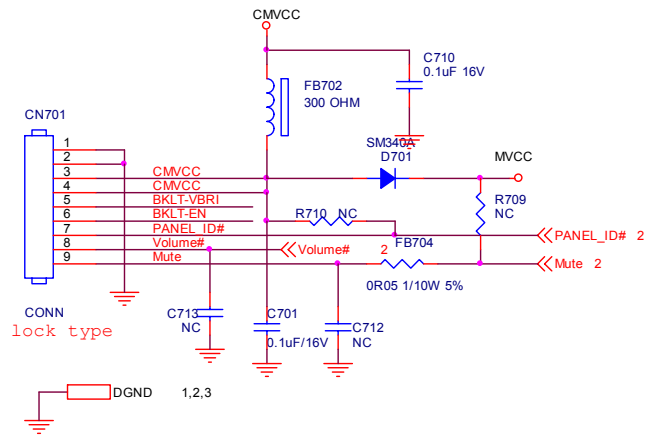 CMVCC
C710
0.1uF 16V
FB702
300 OHM
CN701
SM340A
D701
MVCC
1
2
3 CMVCC
4 CMVCC
5 BKLT-VBRI
6 BKLT-EN
7 PANEL_ID#
8 Volume#
9 Mute
R709
NC
R710 NC
PANEL_ID# 2
Volume# 2
FB704
Mute 2
0R05 1/10W 5%
CONN
lock type
C713
NC
C701
0.1uF/16V
C712
NC
DGND 1,2,3